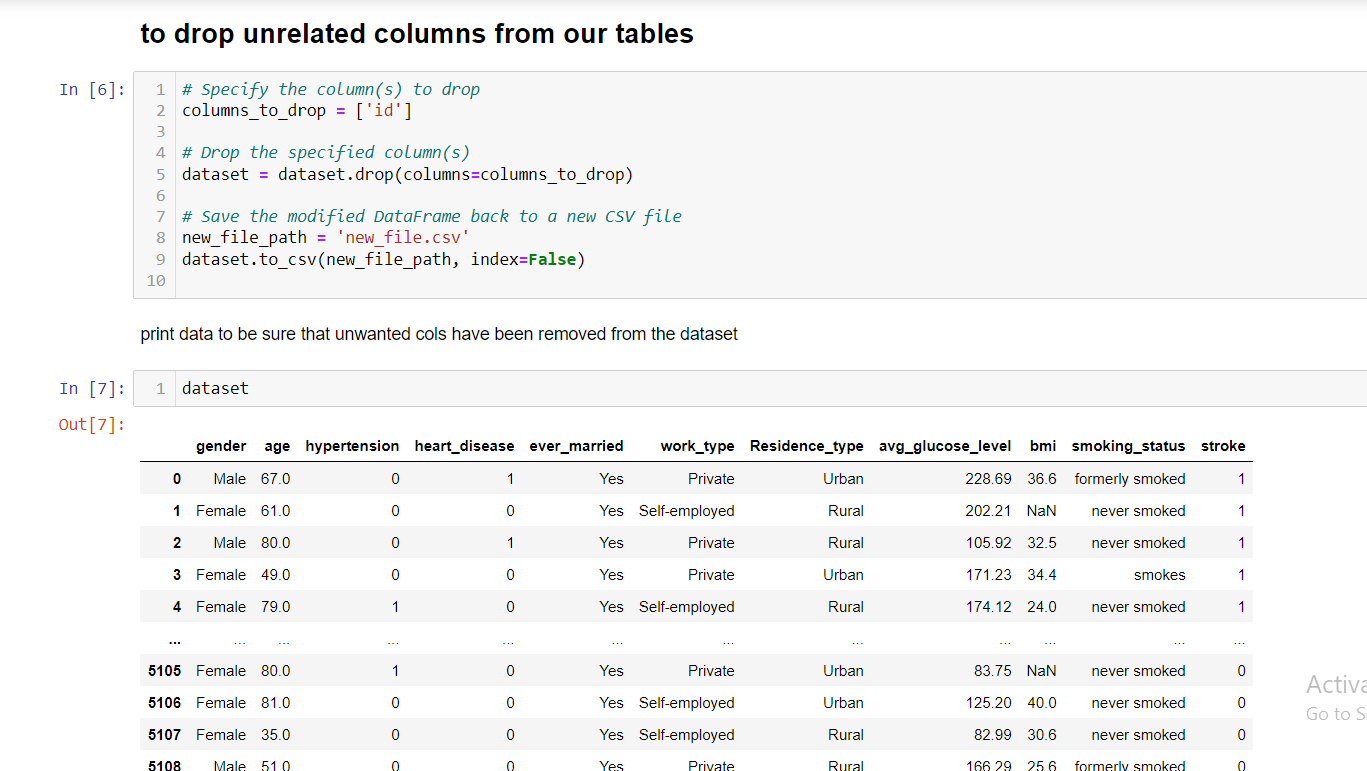 to drop unrelated columns from our tables
In [6]:
1 # Specify the column(s) to drop
2 columns_to_drop = ['id']
3
4 # Drop the specified column(s)
5 dataset = dataset.drop(columns=columns_to_drop)
6
7 # Save the modified DataFrame back to a new CSV file
8 new_file_path = 'new_file.csv'
9 dataset.to_csv(new_file_path, index=False)
10
print data to be sure that unwanted cols have been removed from the dataset
In [7]: 1 dataset
Out[7]:
gender age hypertension heart_disease ever_married work_type Residence_type avg_glucose_level bmi smoking_status stroke
0 Male 67.0 0 1 Yes Private Urban 228.69 36.6 formerly smoked 1
1 Female 61.0 0 0 Yes Self-employed Rural 202.21 NaN never smoked 1
2 Male 80.0 0 1 Yes Private Rural 105.92 32.5 never smoked 1
3 Female 49.0 0 0 Yes Private Urban 171.23 34.4 smokes 1
4 Female 79.0 1 0 Yes Self-employed Rural 174.12 24.0 never smoked 1
... ... ... ... ... ... ... ... ... ... ... ...
5105 Female 80.0 1 0 Yes Private Urban 83.75 NaN never smoked 0
5106 Female 81.0 0 0 Yes Self-employed Urban 125.20 40.0 never smoked 0
5107 Female 35.0 0 0 Yes Self-employed Rural 82.99 30.6 never smoked 0
5108 Male 51.0 0 0 Yes Private Rural 166.29 25.6 formerly smoked 0
Activa
Go to S